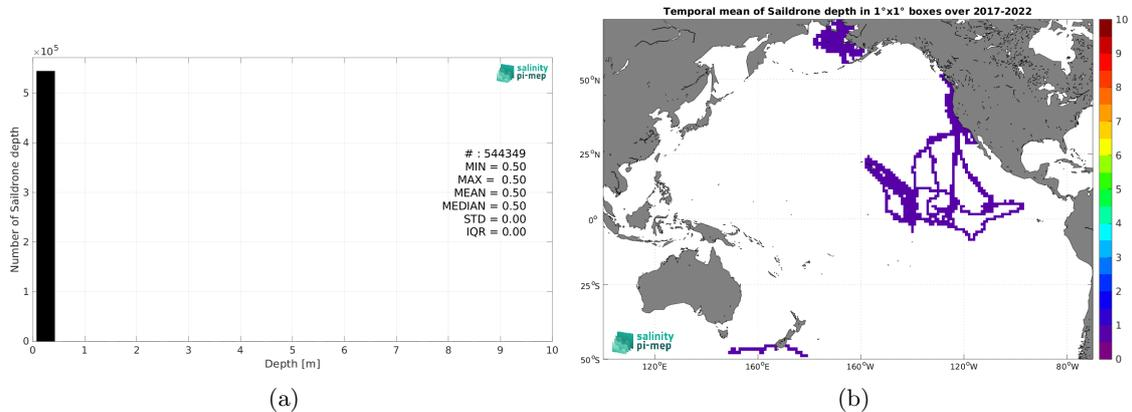 ×10⁵
5
4
3
2
1
0
Number of Saildrone depth
0 1 2 3 4 5 6 7 8 9 10
Depth [m]
salinity
pi-mep
# : 544349
MIN = 0.50
MAX = 0.50
MEAN = 0.50
MEDIAN = 0.50
STD = 0.00
IQR = 0.00
(a)
Temporal mean of Saildrone depth in 1°x1° boxes over 2017-2022
50°N
25°N
0°
25°S
50°S
120°E 160°E 160°W 120°W 80°W
salinity
pi-mep
10
9
8
7
6
5
4
3
2
1
0
(b)